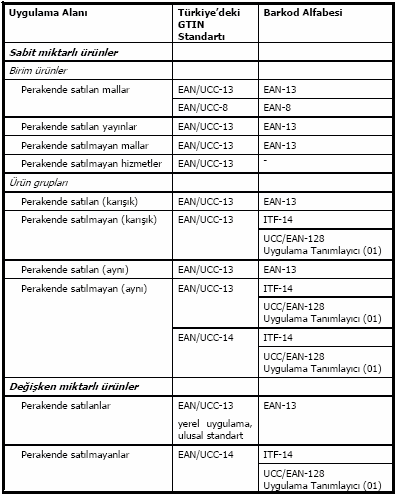 Uygulama Alanı
Türkiye'deki
GTIN
Standartı
Barkod Alfabesi
Sabit miktarlı ürünler
Birim ürünler
Perakende satılan mallar
EAN/UCC-13
EAN-13
EAN/UCC-8
EAN-8
Perakende satılan yayınlar
EAN/UCC-13
EAN-13
Perakende satılmayan mallar
EAN/UCC-13
EAN-13
Perakende satılmayan hizmetler
EAN/UCC-13
-
Ürün grupları
Perakende satılan (karışık)
EAN/UCC-13
EAN-13
Perakende satılmayan (karışık)
EAN/UCC-13
ITF-14
UCC/EAN-128
Uygulama Tanımlayıcı (01)
Perakende satılan (aynı)
EAN/UCC-13
EAN-13
Perakende satılmayan (aynı)
EAN/UCC-13
ITF-14
UCC/EAN-128
Uygulama Tanımlayıcı (01)
EAN/UCC-14
ITF-14
UCC/EAN-128
Uygulama Tanımlayıcı (01)
Değişken miktarlı ürünler
Perakende satılanlar
EAN/UCC-13
yerel uygulama,
ulusal standart
EAN-13
Perakende satılmayanlar
EAN/UCC-14
ITF-14
UCC/EAN-128
Uygulama Tanımlayıcı (01)